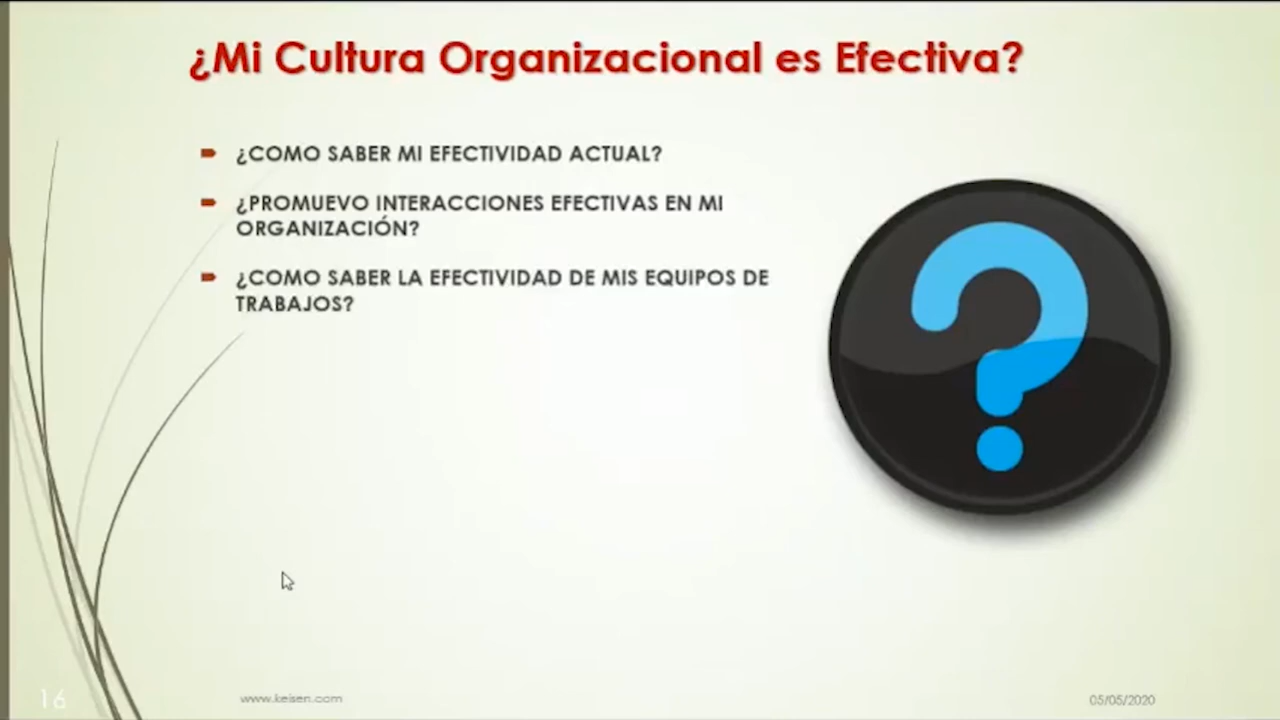 ¿Mi Cultura Organizacional es Efectiva?
¿COMO SABER MI EFECTIVIDAD ACTUAL?
¿PROMUEVO INTERACCIONES EFECTIVAS EN MI
ORGANIZACIÓN?
¿COMO SABER LA EFECTIVIDAD DE MIS EQUIPOS DE
TRABAJOS?
16
www.keisen.com
05/05/2020